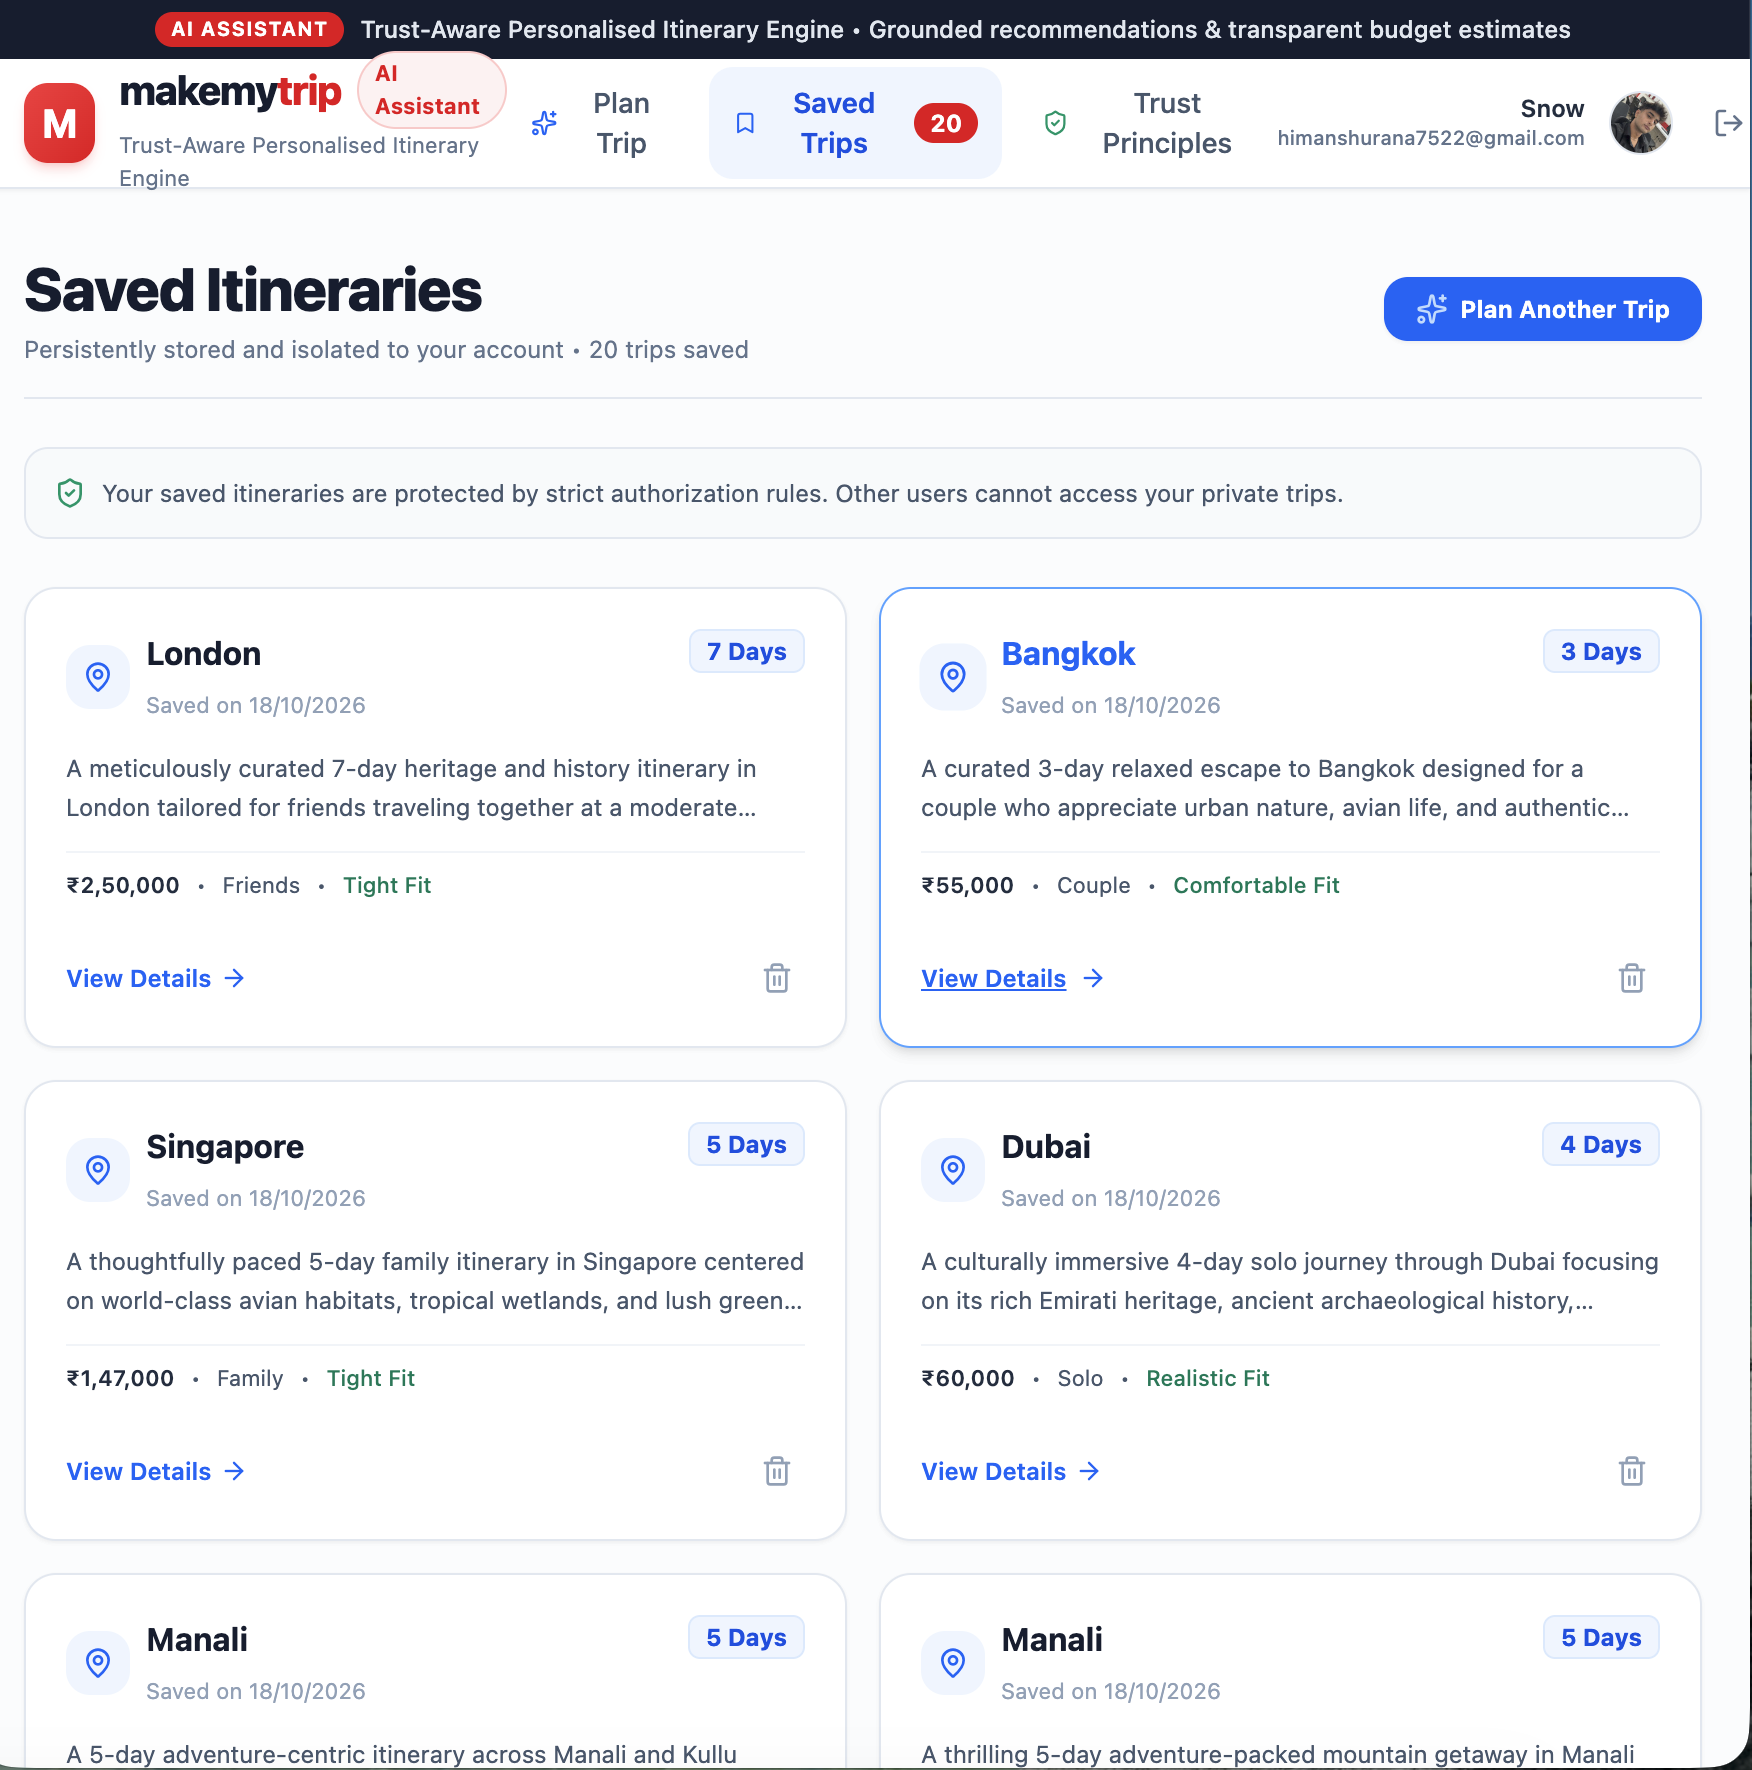 AI ASSISTANT Trust-Aware Personalised Itinerary Engine • Grounded recommendations & transparent budget estimates
M
makemytrip
AI
Assistant
Trust-Aware Personalised Itinerary
Engine
Plan
Trip
Saved
Trips
20
Trust
Principles
Snow
himanshurana7522@gmail.com
Saved Itineraries
Persistently stored and isolated to your account • 20 trips saved
Plan Another Trip
Your saved itineraries are protected by strict authorization rules. Other users cannot access your private trips.
London
7 Days
Saved on 18/10/2026
A meticulously curated 7-day heritage and history itinerary in
London tailored for friends traveling together at a moderate...
₹2,50,000 • Friends • Tight Fit
View Details →
Bangkok
3 Days
Saved on 18/10/2026
A curated 3-day relaxed escape to Bangkok designed for a
couple who appreciate urban nature, avian life, and authentic...
₹55,000 • Couple • Comfortable Fit
View Details →
Singapore
5 Days
Saved on 18/10/2026
A thoughtfully paced 5-day family itinerary in Singapore centered
on world-class avian habitats, tropical wetlands, and lush green...
₹1,47,000 • Family • Tight Fit
View Details →
Dubai
4 Days
Saved on 18/10/2026
A culturally immersive 4-day solo journey through Dubai focusing
on its rich Emirati heritage, ancient archaeological history,...
₹60,000 • Solo • Realistic Fit
View Details →
Manali
5 Days
Saved on 18/10/2026
A 5-day adventure-centric itinerary across Manali and Kullu
Manali
5 Days
Saved on 18/10/2026
A thrilling 5-day adventure-packed mountain getaway in Manali